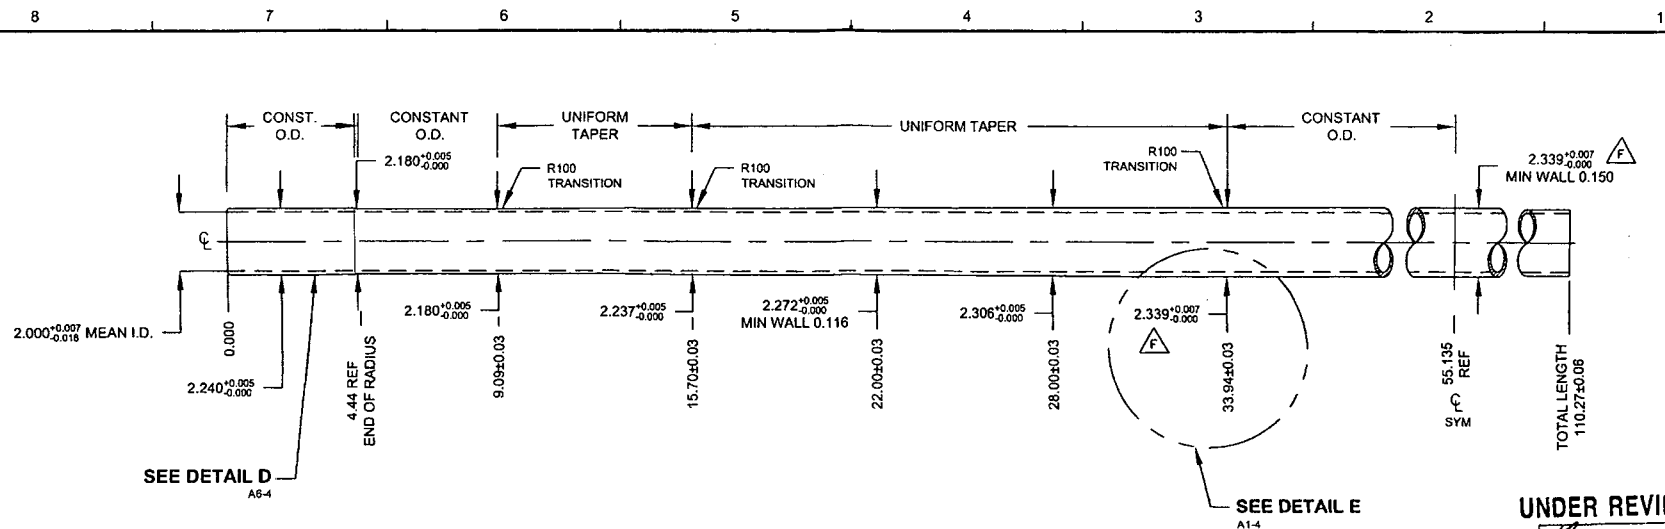 8 7 6 5 4 3 2 1
CONST.
O.D.
CONSTANT
O.D.
UNIFORM
TAPER
UNIFORM TAPER
CONSTANT
O.D.
2.180 +0.005 -0.000
R100
TRANSITION
R100
TRANSITION
R100
TRANSITION
2.339 +0.007 -0.000 F
MIN WALL 0.150
CL
2.000 +0.007 -0.018 MEAN I.D.
0.000
2.240 +0.005 -0.000
4.44 REF
END OF RADIUS
2.180 +0.005 -0.000
9.09±0.03
2.237 +0.005 -0.000
15.70±0.03
2.272 +0.005 -0.000
MIN WALL 0.116
22.00±0.03
2.306 +0.005 -0.000
28.00±0.03
2.339 +0.007 -0.000
F
33.94±0.03
55.135
REF
CL
SYM
TOTAL LENGTH
110.27±0.06
SEE DETAIL D
A6-4
SEE DETAIL E
A1-4
UNDER REVI